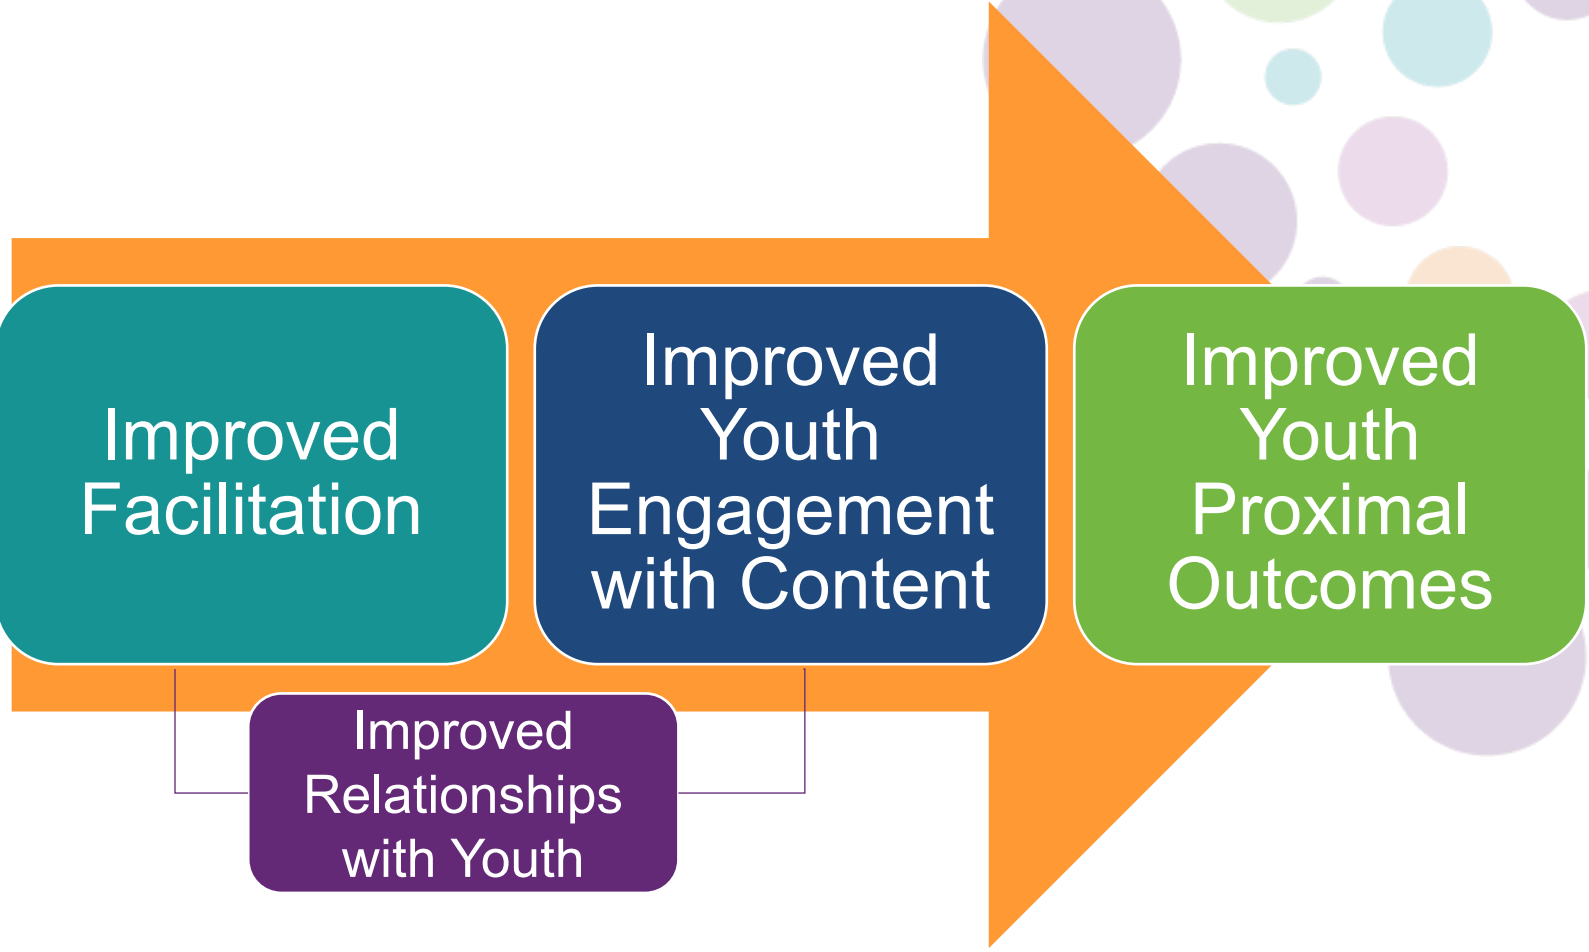 Improved
Facilitation
Improved
Youth
Engagement
with Content
Improved
Youth
Proximal
Outcomes
Improved
Relationships
with Youth